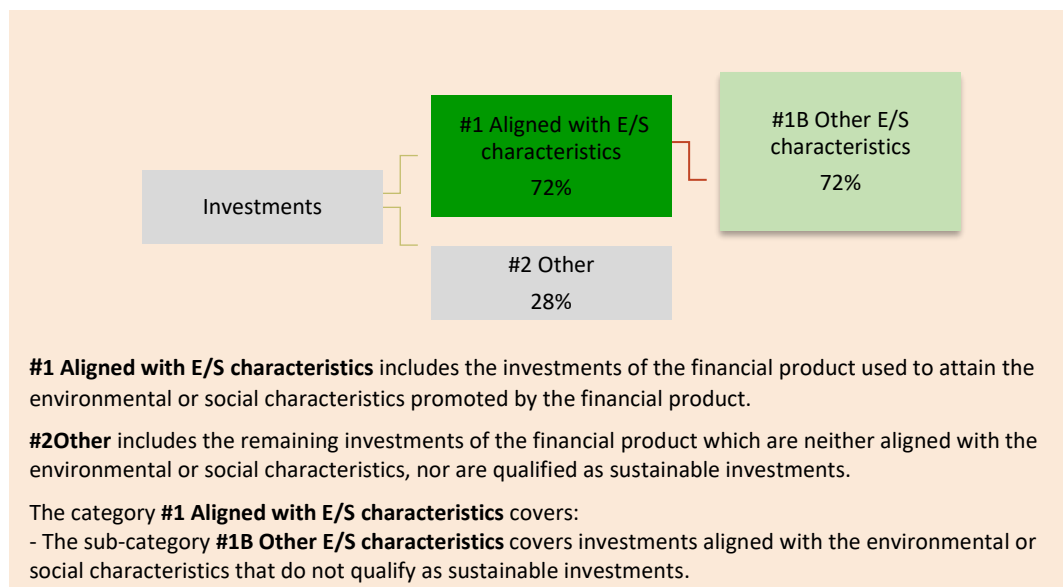 Investments
#1 Aligned with E/S
characteristics
72%
#1B Other E/S
characteristics
72%
#2 Other
28%
#1 Aligned with E/S characteristics includes the investments of the financial product used to attain the
environmental or social characteristics promoted by the financial product.
#2Other includes the remaining investments of the financial product which are neither aligned with the
environmental or social characteristics, nor are qualified as sustainable investments.
The category #1 Aligned with E/S characteristics covers:
- The sub-category #1B Other E/S characteristics covers investments aligned with the environmental or
social characteristics that do not qualify as sustainable investments.